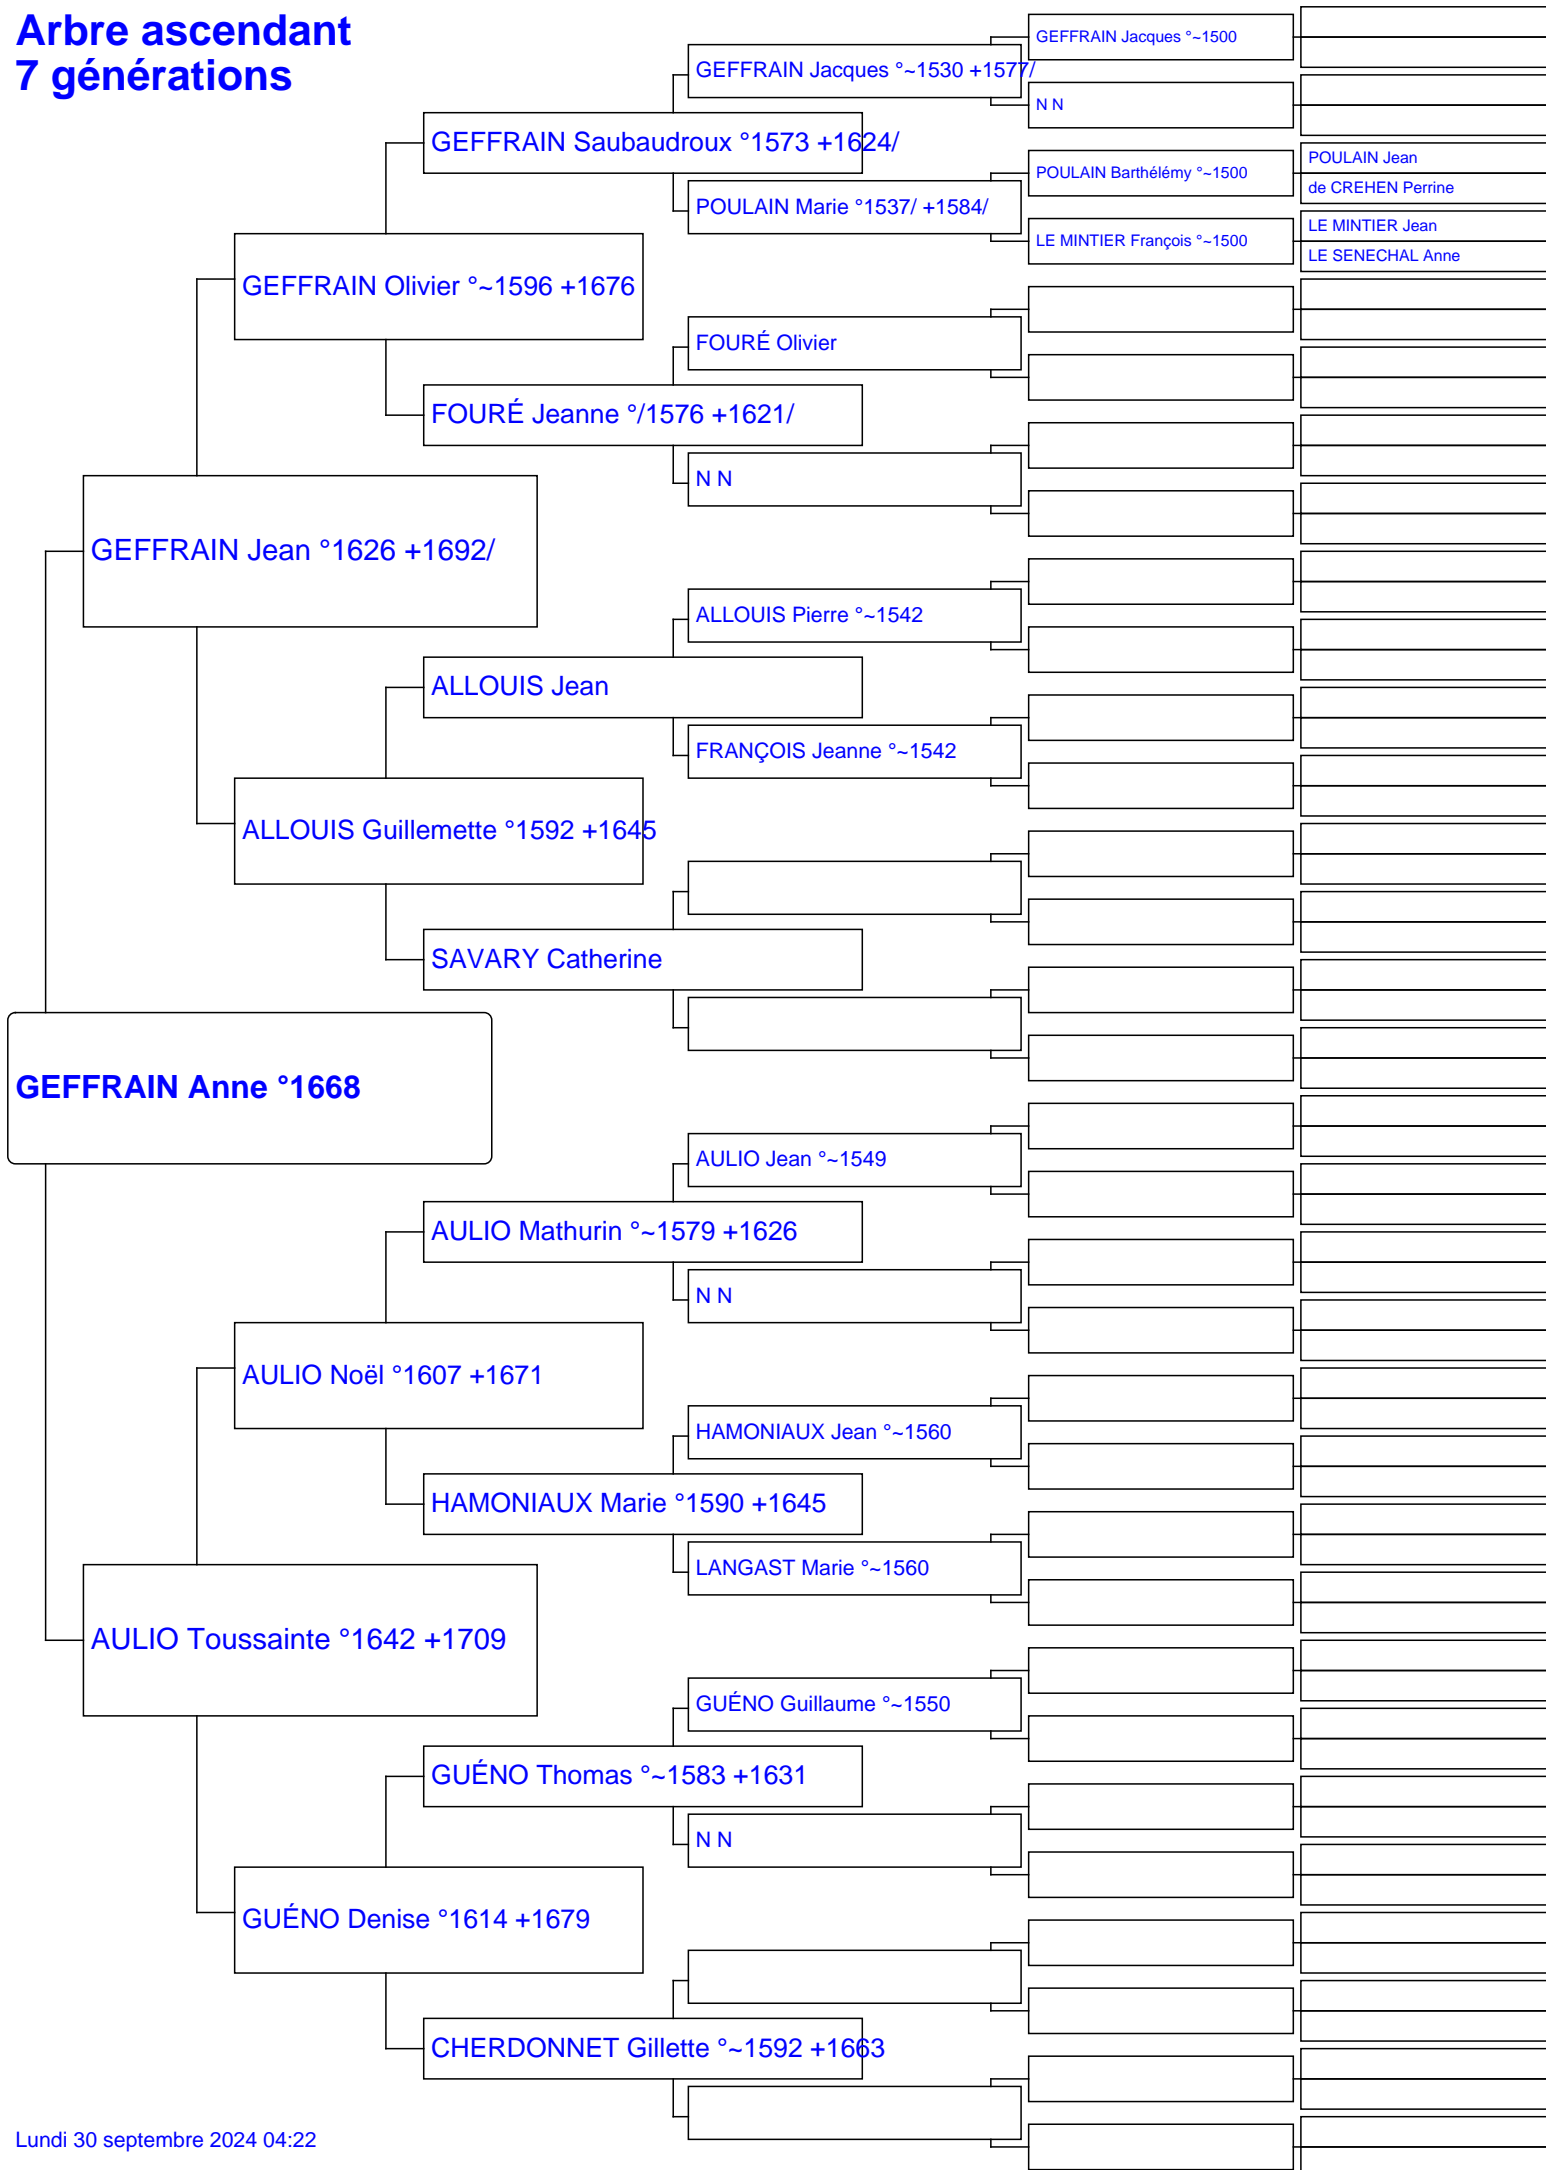 Arbre ascendant
7 générations
GEFFRAIN Jacques °~1500
GEFFRAIN Jacques °~1530 +1577/
N N
GEFFRAIN Saubaudroux °1573 +1624/
POULAIN Jean
POULAIN Barthélémy °~1500
de CREHEN Perrine
POULAIN Marie °1537/ +1584/
LE MINTIER Jean
LE MINTIER François °~1500
LE SENECHAL Anne
GEFFRAIN Olivier °~1596 +1676
FOURÉ Olivier
FOURÉ Jeanne °/1576 +1621/
N N
GEFFRAIN Jean °1626 +1692/
ALLOUIS Pierre °~1542
ALLOUIS Jean
FRANÇOIS Jeanne °~1542
ALLOUIS Guillemette °1592 +1645
SAVARY Catherine
GEFFRAIN Anne °1668
AULIO Jean °~1549
AULIO Mathurin °~1579 +1626
N N
AULIO Noël °1607 +1671
HAMONIAUX Jean °~1560
HAMONIAUX Marie °1590 +1645
LANGAST Marie °~1560
AULIO Toussainte °1642 +1709
GUÉNO Guillaume °~1550
GUÉNO Thomas °~1583 +1631
N N
GUÉNO Denise °1614 +1679
CHERDONNET Gillette °~1592 +1663
Lundi 30 septembre 2024 04:22